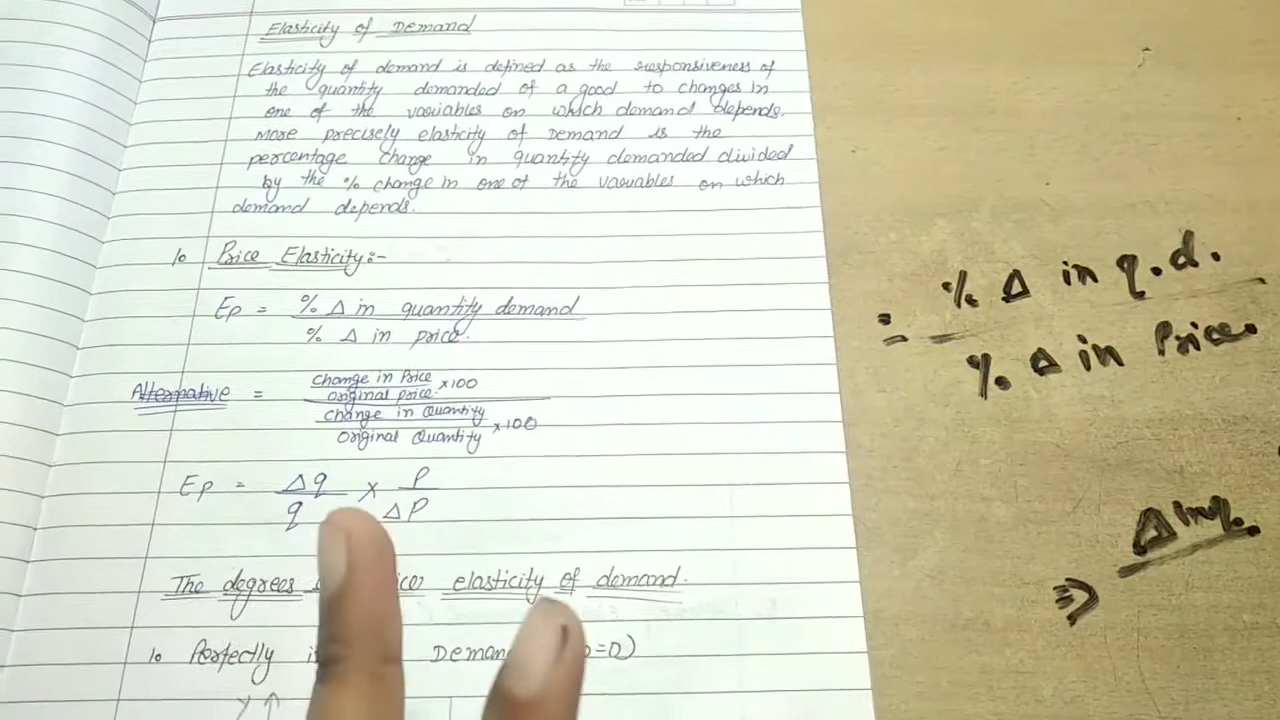 Elasticity of Demand
Elasticity of demand is defined as the responsiveness of
the quantity demanded of a good to changes in
one of the variables on which demand depends.
More precisely elasticity of Demand is the
percentage change in quantity demanded divided
by the % change in one of the variables on which
demand depends.
1. Price Elasticity:-
Ep = % Δ in quantity demand
% Δ in price.
Alternative = change in Price
original price. ×100
change in Quantity
Original Quantity ×100
Ep = Δq / q × P / ΔP
The degrees elasticity of demand.
1. Perfectly =0)
Y ↑
= % Δ in q.d.
% Δ in Price
⇒ Δ in q.